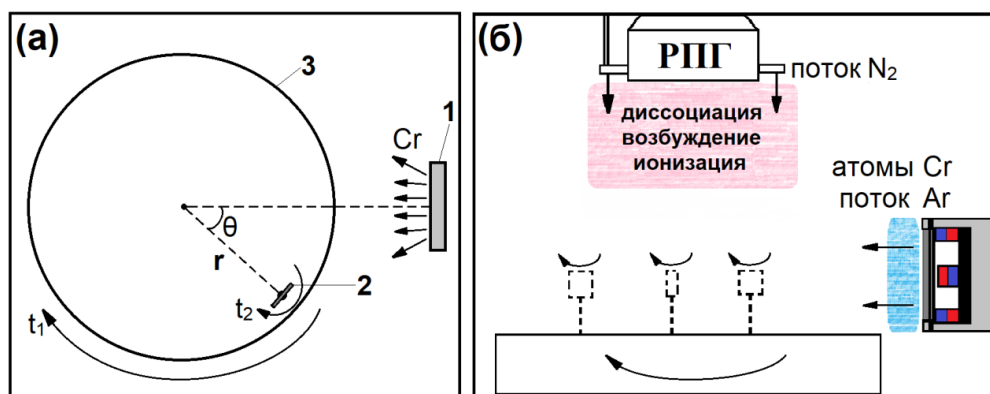 (а)
3
1
Cr
θ
r
2
t₂
t₁
(б)
РПГ
поток N₂
диссоциация
возбуждение
ионизация
атомы Cr
поток Ar